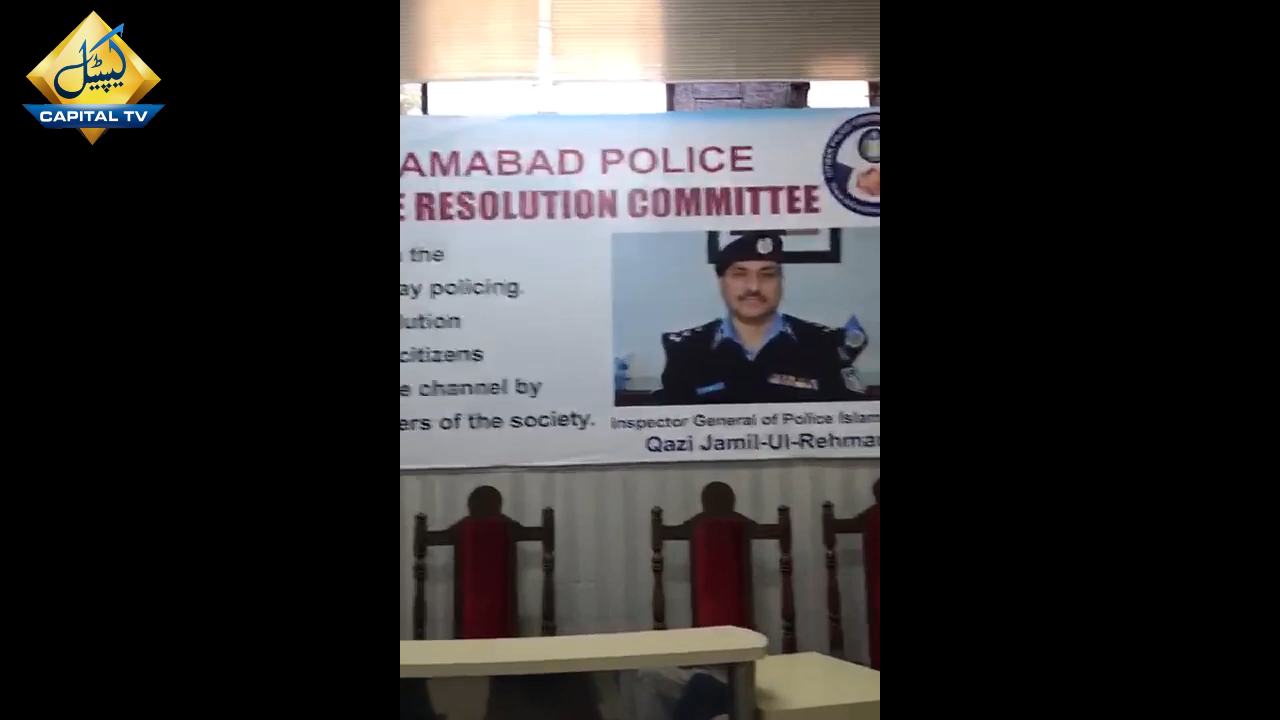 کیپیٹل
CAPITAL TV
AMABAD POLICE
E RESOLUTION COMMITTEE
the
ay policing.
lution
citizens
e channel by
ers of the society.
Inspector General of Police Islam
Qazi Jamil-Ul-Rehma